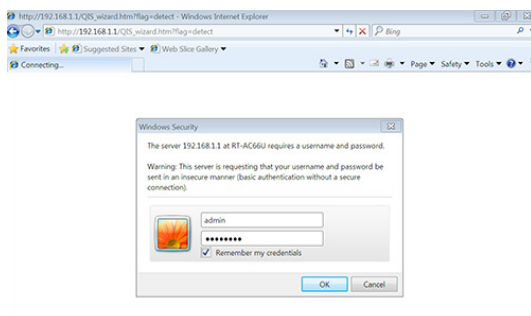 http://192.168.1.1/QIS_wizard.htm?flag=detect - Windows Internet Explorer
http://192.168.1.1/QIS_wizard.htm?flag=detect Bing
Favorites Suggested Sites Web Slice Gallery
Connecting... Page Safety Tools
Windows Security
The server 192.168.1.1 at RT-AC66U requires a username and password.
Warning: This server is requesting that your username and password be
sent in an insecure manner (basic authentication without a secure
connection).
admin
••••••••
Remember my credentials
OK Cancel